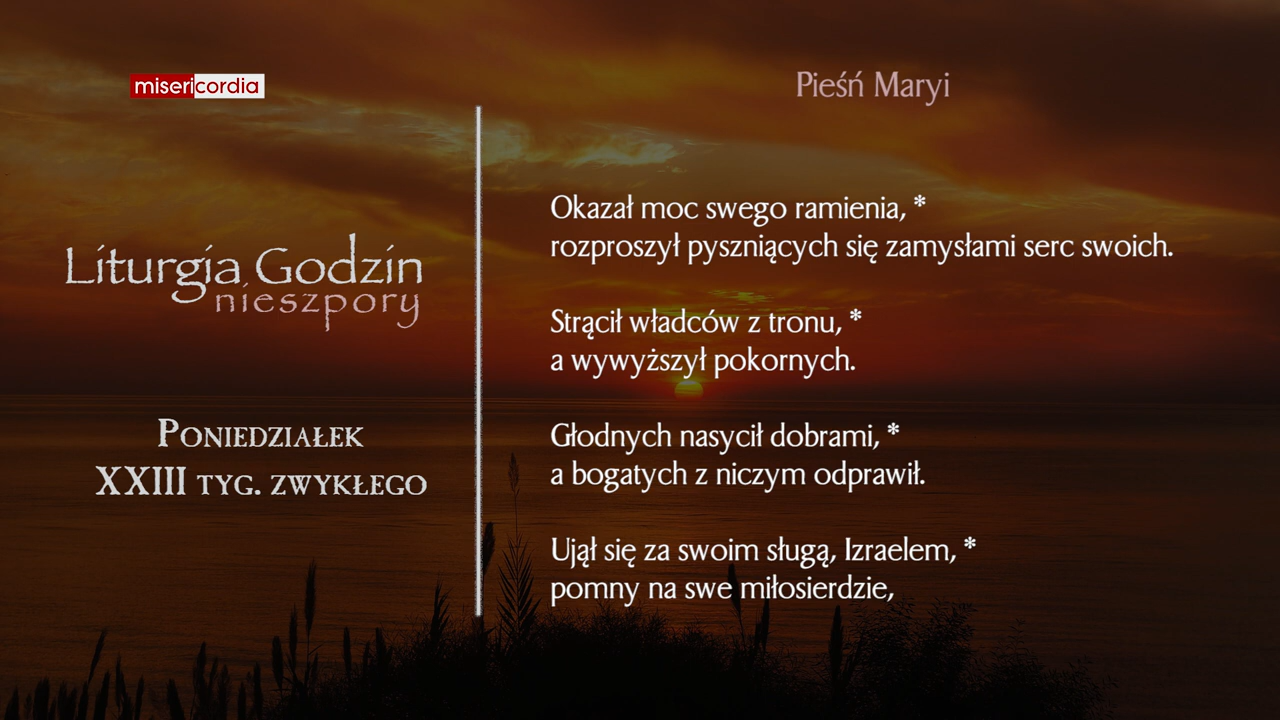 misericordia
Liturgia Godzin
nieszpory
Poniedziałek
XXIII tyg. zwykłego
Pieśń Maryi
Okazał moc swego ramienia, *
rozproszył pyszniących się zamysłami serc swoich.
Strącił władców z tronu, *
a wywyższył pokornych.
Głodnych nasycił dobrami, *
a bogatych z niczym odprawił.
Ujął się za swoim sługą, Izraelem, *
pomny na swe miłosierdzie,